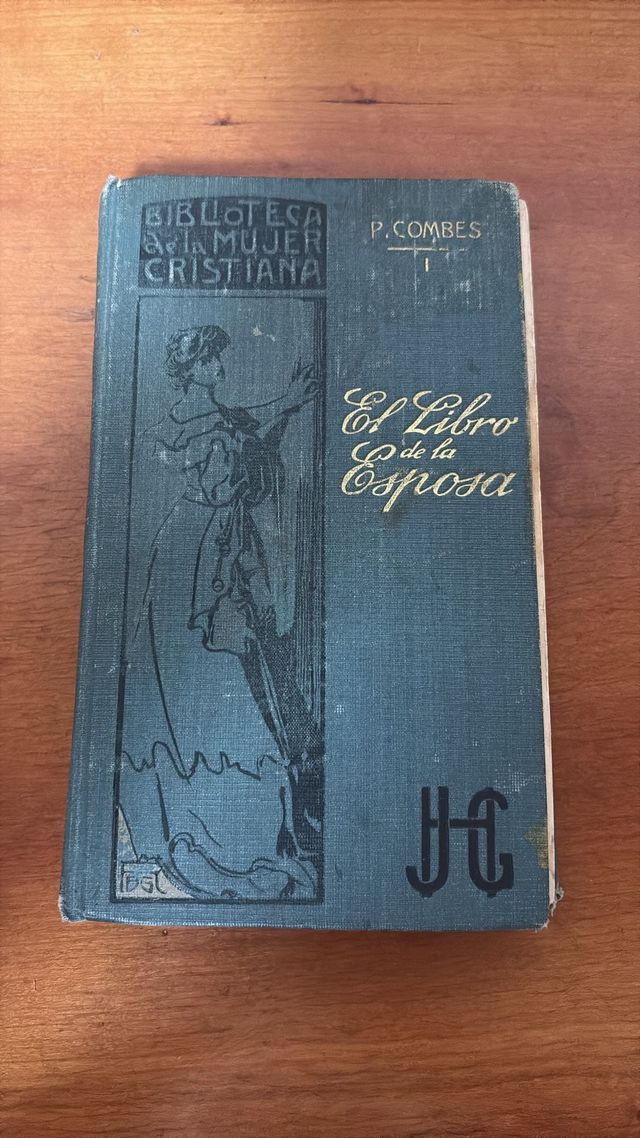 BIBLIOTECA
de la MUJER
CRISTIANA
P. COMBES
I
El Libro
de la
Esposa
JHG